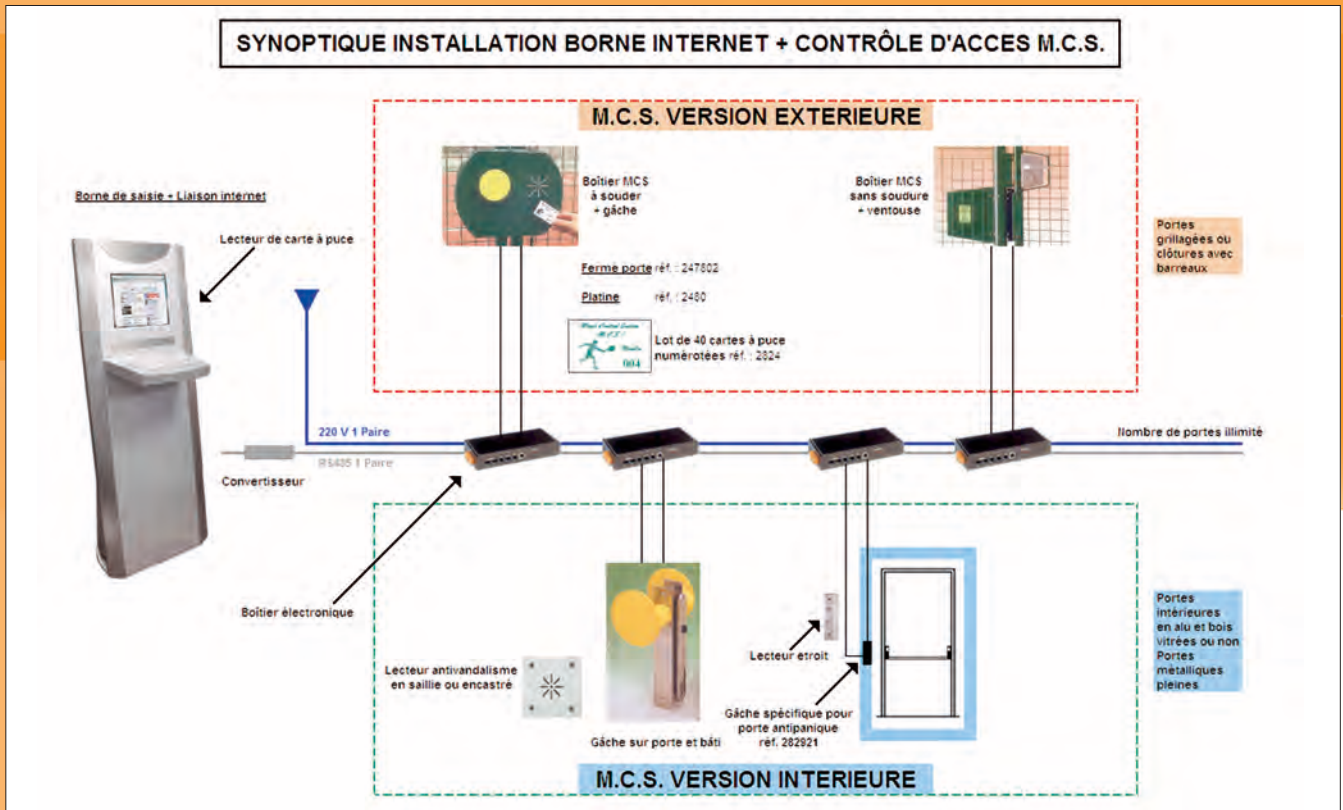 SYNOPTIQUE INSTALLATION BORNE INTERNET + CONTRÔLE D'ACCES M.C.S.
M.C.S. VERSION EXTERIEURE
Borne de saisie + Liaison internet
Lecteur de carte à puce
Boîtier MCS
à souder
+ gâche
Boîtier MCS
sans soudure
+ ventouse
Portes
grillagées ou
clôtures avec
barreaux
Ferme porte réf. : 247802
Platine réf. : 2480
M.C.S.
004
Lot de 40 cartes à puce
numérotées réf. : 2824
220 V 1 Paire
RS485 1 Paire
Nombre de portes illimité
Convertisseur
Boîtier électronique
Lecteur antivandalisme
en saillie ou encastré
Gâche sur porte et bâti
Lecteur etroit
Gâche spécifique pour
porte antipanique
réf. 282921
Portes
intérieures
en alu et bois
vitrées ou non
Portes
métalliques
pleines
M.C.S. VERSION INTERIEURE